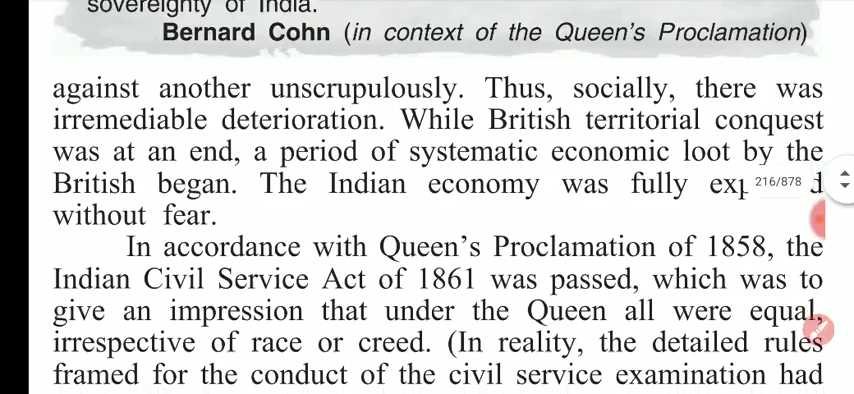 sovereignty of India.
Bernard Cohn (in context of the Queen's Proclamation)
against another unscrupulously. Thus, socially, there was
irremediable deterioration. While British territorial conquest
was at an end, a period of systematic economic loot by the
British began. The Indian economy was fully 216/878
without fear.
In accordance with Queen's Proclamation of 1858, the
Indian Civil Service Act of 1861 was passed, which was to
give an impression that under the Queen all were equal,
irrespective of race or creed. (In reality, the detailed rules
framed for the conduct of the civil service examination had